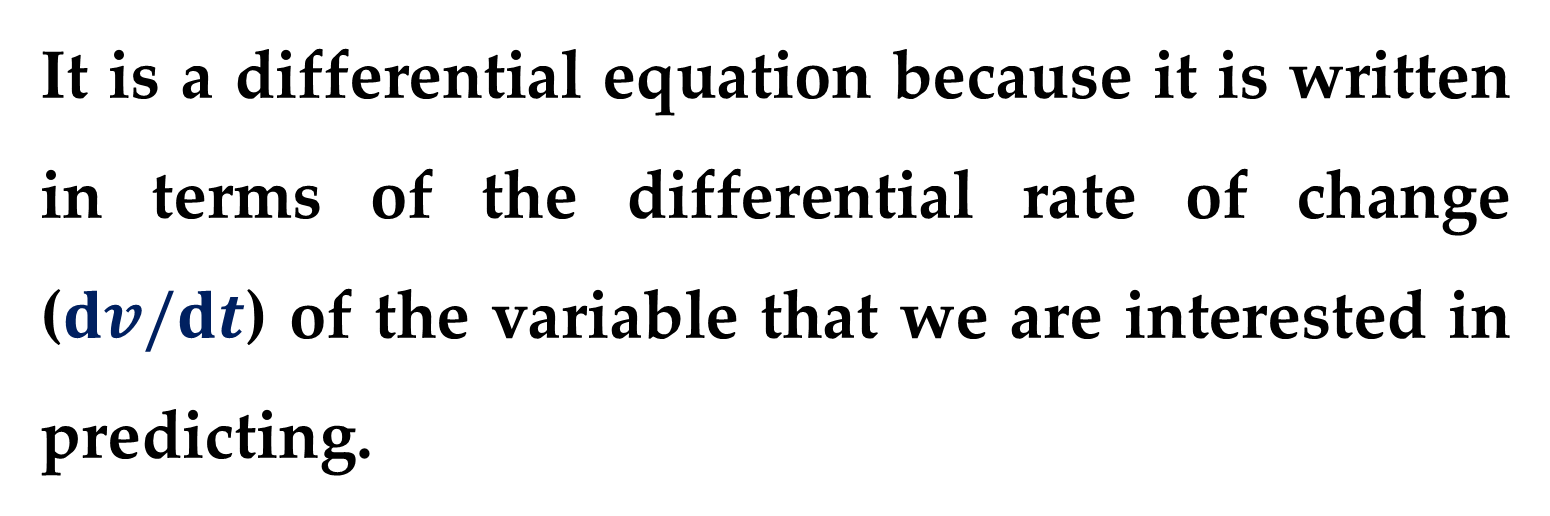 It is a differential equation because it is written
in terms of the differential rate of change
(dv/dt) of the variable that we are interested in
predicting.